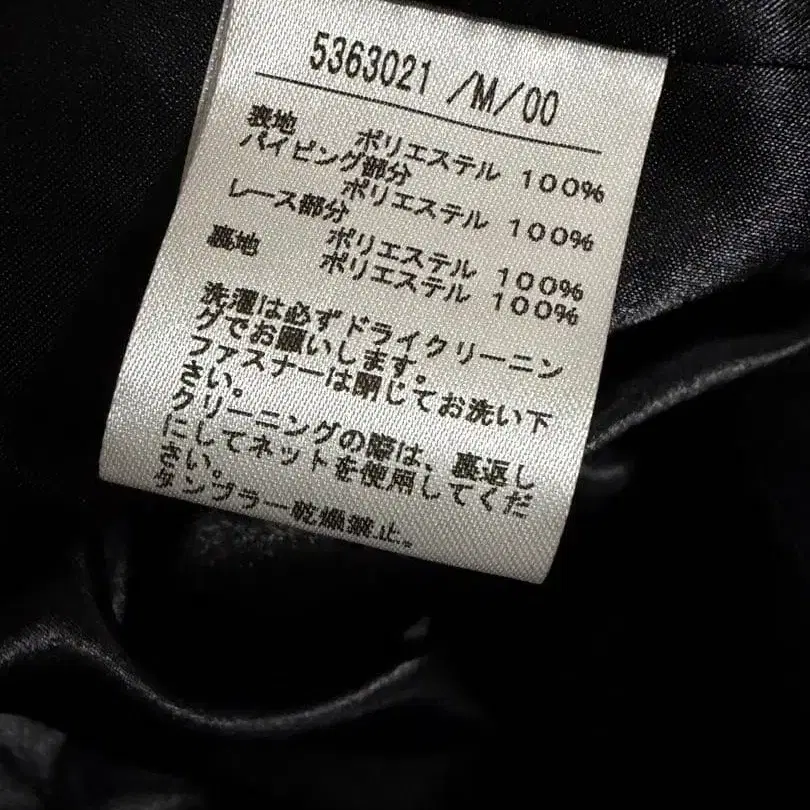 5363021 /M/00
表地 ポリエステル 100%
パイピング部分
ポリエステル 100%
レース部分
ポリエステル 100%
裏地 ポリエステル 100%
洗濯は必ずドライクリーニン
グでお願いします。
ファスナーは閉じてお洗い下
さい。
クリーニングの際は、裏返し
にしてネットを使用してくだ
さい。
タンブラー乾燥禁止。